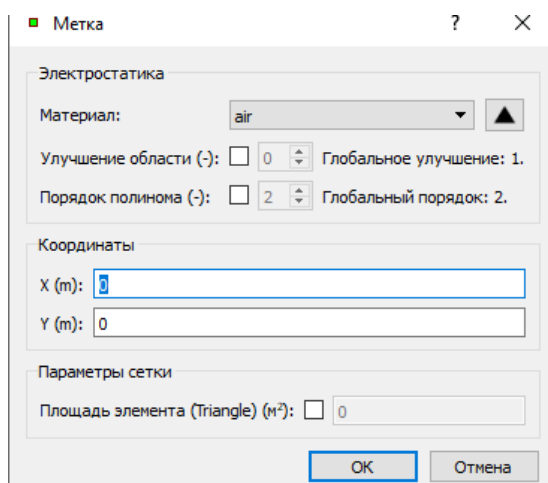 Метка ?
Электростатика
Материал: air
Улучшение области (-): 0 Глобальное улучшение: 1.
Порядок полинома (-): 2 Глобальный порядок: 2.
Координаты
X (m): 0
Y (m): 0
Параметры сетки
Площадь элемента (Triangle) (м²): 0
OK Отмена